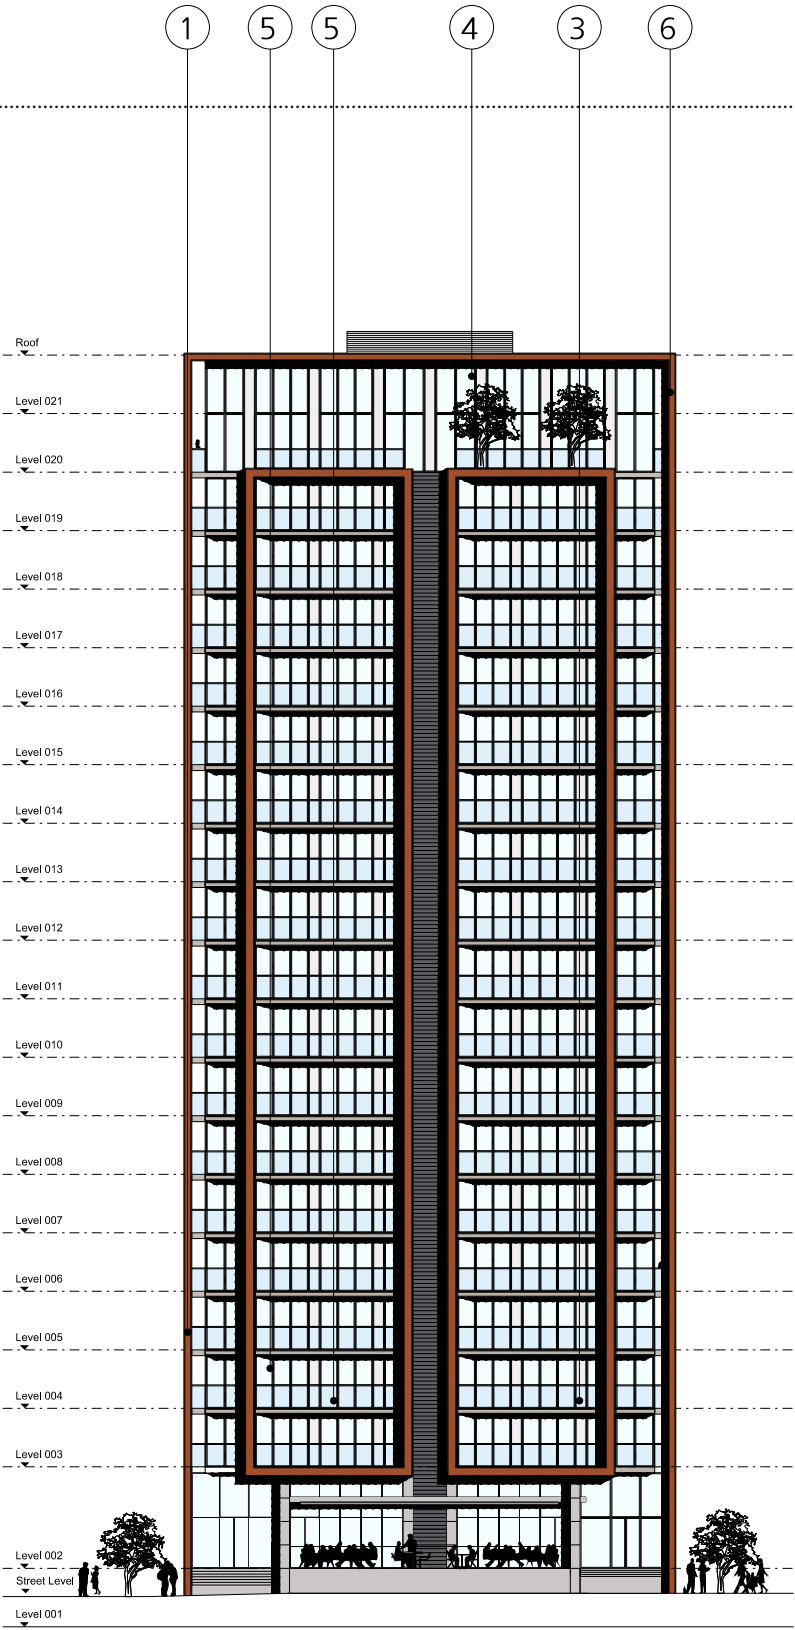 1 5 5 4 3 6
Roof
Level 021
Level 020
Level 019
Level 018
Level 017
Level 016
Level 015
Level 014
Level 013
Level 012
Level 011
Level 010
Level 009
Level 008
Level 007
Level 006
Level 005
Level 004
Level 003
Level 002
Street Level
Level 001